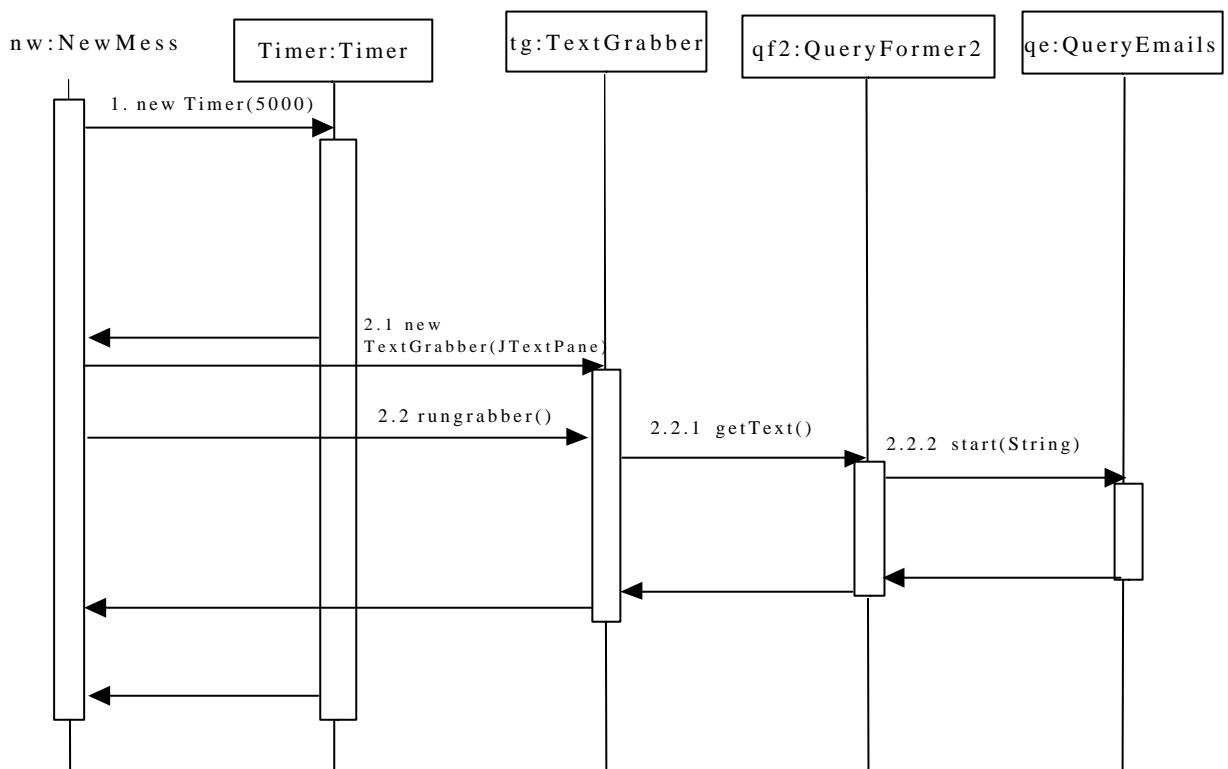 nw:NewMess
Timer:Timer
tg:TextGrabber
qf2:QueryFormer2
qe:QueryEmails
1. new Timer(5000)
2.1 new
TextGrabber(JTextPane)
2.2 rungrabber()
2.2.1 getText()
2.2.2 start(String)